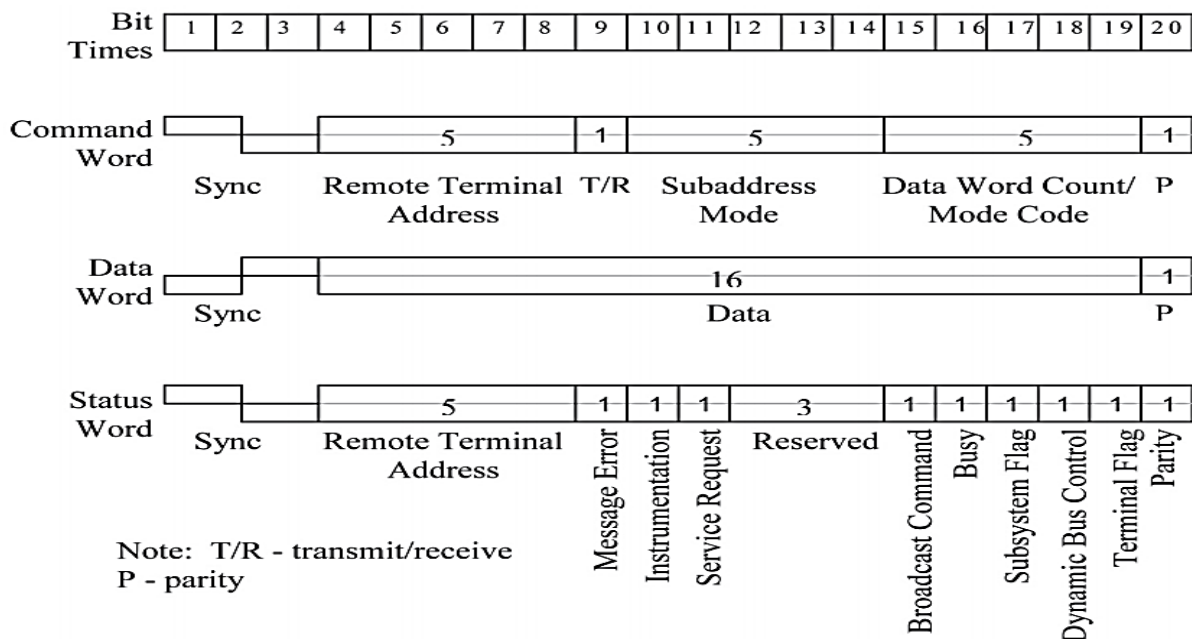 Bit Times
1 2 3 4 5 6 7 8 9 10 11 12 13 14 15 16 17 18 19 20
Command Word
5 1 5 5 1
Sync Remote Terminal Address T/R Subaddress Mode Data Word Count/ Mode Code P
Data Word
16 1
Sync Data P
Status Word
5 1 1 1 3 1 1 1 1 1 1
Sync Remote Terminal Address
Message Error
Instrumentation
Service Request
Reserved
Broadcast Command
Busy
Subsystem Flag
Dynamic Bus Control
Terminal Flag
Parity
Note: T/R - transmit/receive
P - parity